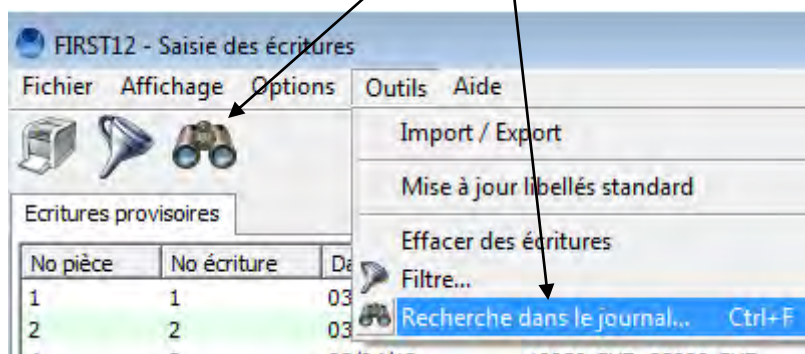 FIRST12 - Saisie des écritures
Fichier Affichage Options Outils Aide
Import / Export
Mise à jour libellés standard
Ecritures provisoires
Effacer des écritures
No pièce No écriture
Filtre...
1 1 03
Recherche dans le journal... Ctrl+F
2 2 03